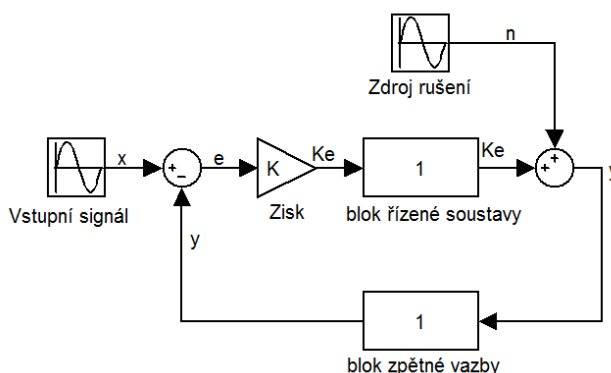 n
Zdroj rušení
x
+
−
e
K
Ke
1
Ke
+
+
y
Vstupní signál
Zisk
blok řízené soustavy
y
1
blok zpětné vazby